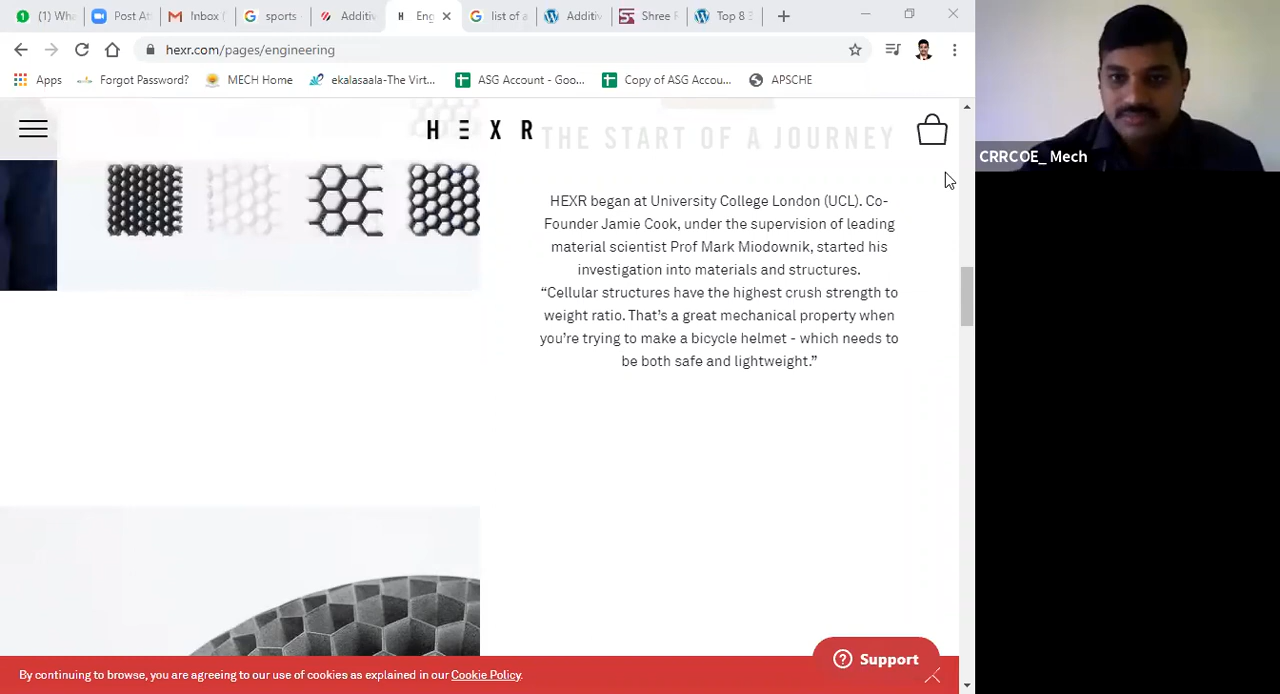 (1) Wha
Post At
Inbox (
sports
Additiv
Eng
list of a
Additiv
Shree R
Top 8 3
hexr.com/pages/engineering
Apps
Forgot Password?
MECH Home
ekalasaala-The Virt...
ASG Account - Goo...
Copy of ASG Accou...
APSCHE
HEXR
THE START OF A JOURNEY
CRRCOE_ Mech
HEXR began at University College London (UCL). Co-
Founder Jamie Cook, under the supervision of leading
material scientist Prof Mark Miodownik, started his
investigation into materials and structures.
“Cellular structures have the highest crush strength to
weight ratio. That’s a great mechanical property when
you’re trying to make a bicycle helmet - which needs to
be both safe and lightweight.”
Support
By continuing to browse, you are agreeing to our use of cookies as explained in our Cookie Policy.